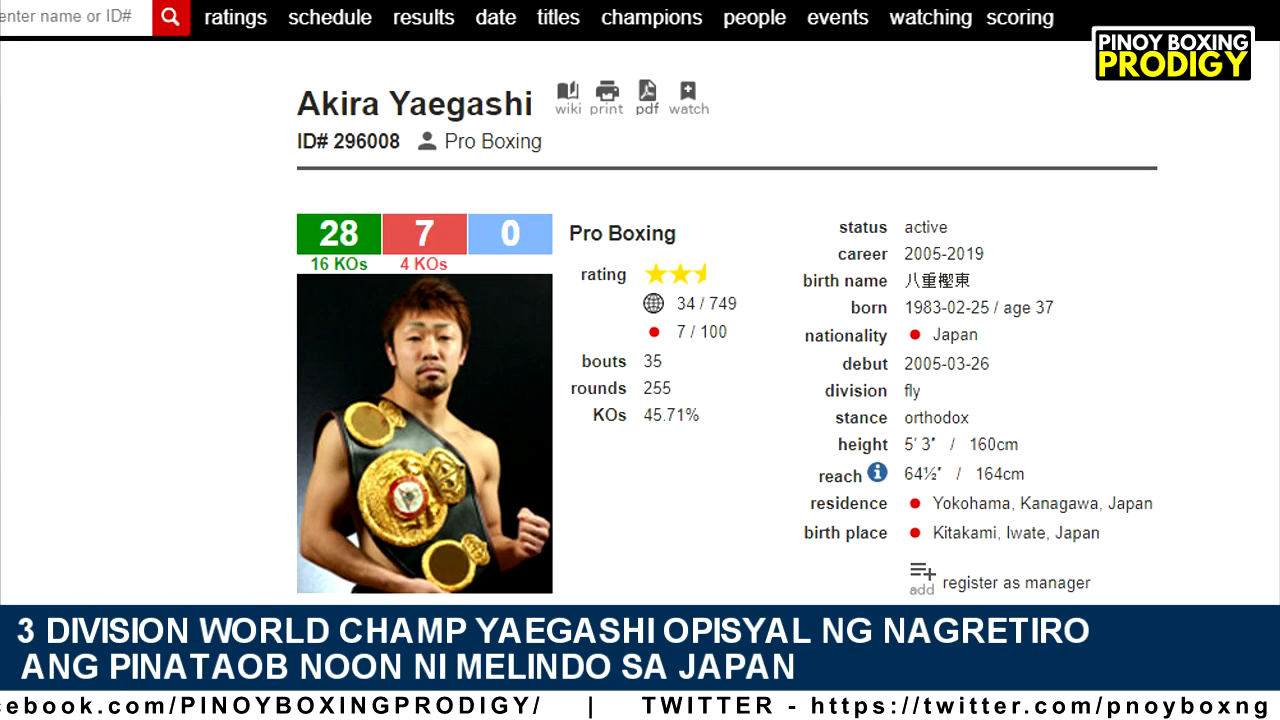 enter name or ID#
ratings schedule results date titles champions people events watching scoring
PINOY BOXING
PRODIGY
Akira Yaegashi
wiki print pdf watch
ID# 296008 Pro Boxing
28 7 0
16 KOs 4 KOs
Pro Boxing
rating
34 / 749
7 / 100
bouts 35
rounds 255
KOs 45.71%
status active
career 2005-2019
birth name 八重樫東
born 1983-02-25 / age 37
nationality Japan
debut 2005-03-26
division fly
stance orthodox
height 5′ 3″ / 160cm
reach 64½″ / 164cm
residence Yokohama, Kanagawa, Japan
birth place Kitakami, Iwate, Japan
add register as manager
3 DIVISION WORLD CHAMP YAEGASHI OPISYAL NG NAGRETIRO
ANG PINATAOB NOON NI MELINDO SA JAPAN
cebook.com/PINOYBOXINGPRODIGY/ | TWITTER - https://twitter.com/pnoyboxng